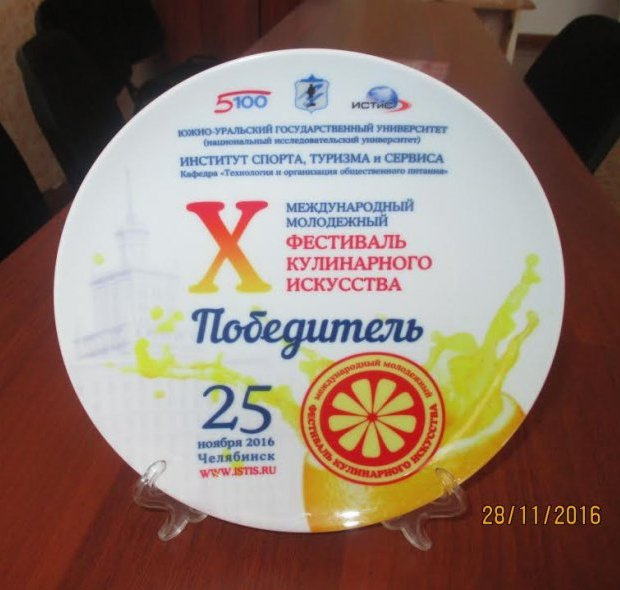 5100
ИСТиС
ЮЖНО-УРАЛЬСКИЙ ГОСУДАРСТВЕННЫЙ УНИВЕРСИТЕТ
(национальный исследовательский университет)
ИНСТИТУТ СПОРТА, ТУРИЗМА и СЕРВИСА
Кафедра «Технология и организация общественного питания»
X
МЕЖДУНАРОДНЫЙ
МОЛОДЕЖНЫЙ
ФЕСТИВАЛЬ
КУЛИНАРНОГО
ИСКУССТВА
Победитель
25
ноября 2016
Челябинск
WWW.ISTIS.RU
международный молодежный
ФЕСТИВАЛЬ КУЛИНАРНОГО ИСКУССТВА
28/11/2016